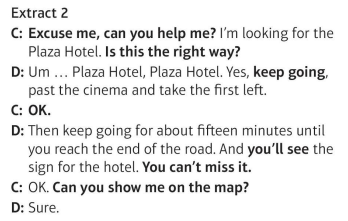 Extract 2
C: Excuse me, can you help me? I'm looking for the
Plaza Hotel. Is this the right way?
D: Um … Plaza Hotel, Plaza Hotel. Yes, keep going,
past the cinema and take the first left.
C: OK.
D: Then keep going for about fifteen minutes until
you reach the end of the road. And you'll see the
sign for the hotel. You can't miss it.
C: OK. Can you show me on the map?
D: Sure.